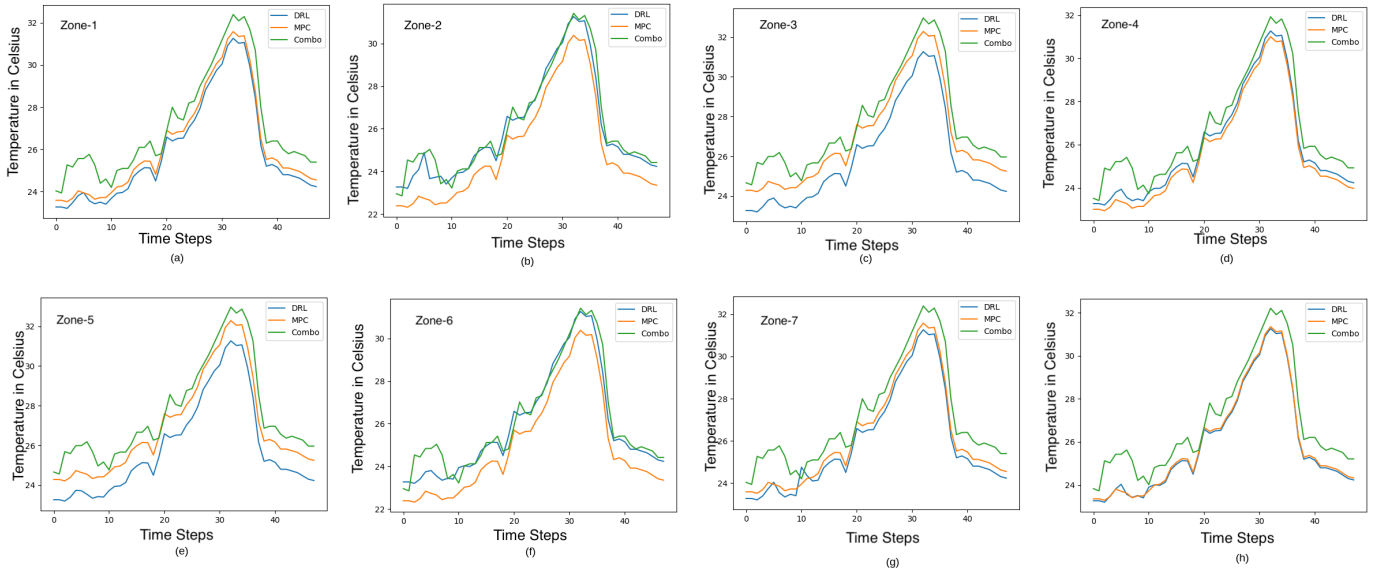 Zone-1
DRL
MPC
Combo
Temperature in Celsius
32
30
28
26
24
0
10
20
30
40
Time Steps
(a)
Zone-2
DRL
MPC
Combo
Temperature in Celsius
30
28
26
24
22
0
10
20
30
40
Time Steps
(b)
Zone-3
DRL
MPC
Combo
Temperature in Celsius
32
30
28
26
24
0
10
20
30
40
Time Steps
(c)
Zone-4
DRL
MPC
Combo
Temperature in Celsius
32
30
28
26
24
0
10
20
30
40
Time Steps
(d)
Zone-5
DRL
MPC
Combo
Temperature in Celsius
32
30
28
26
24
0
10
20
30
40
Time Steps
(e)
Zone-6
DRL
MPC
Combo
Temperature in Celsius
30
28
26
24
22
0
10
20
30
40
Time Steps
(f)
Zone-7
DRL
MPC
Combo
Temperature in Celsius
32
30
28
26
24
0
10
20
30
40
Time Steps
(g)
DRL
MPC
Combo
Temperature in Celsius
32
30
28
26
24
0
10
20
30
40
Time Steps
(h)